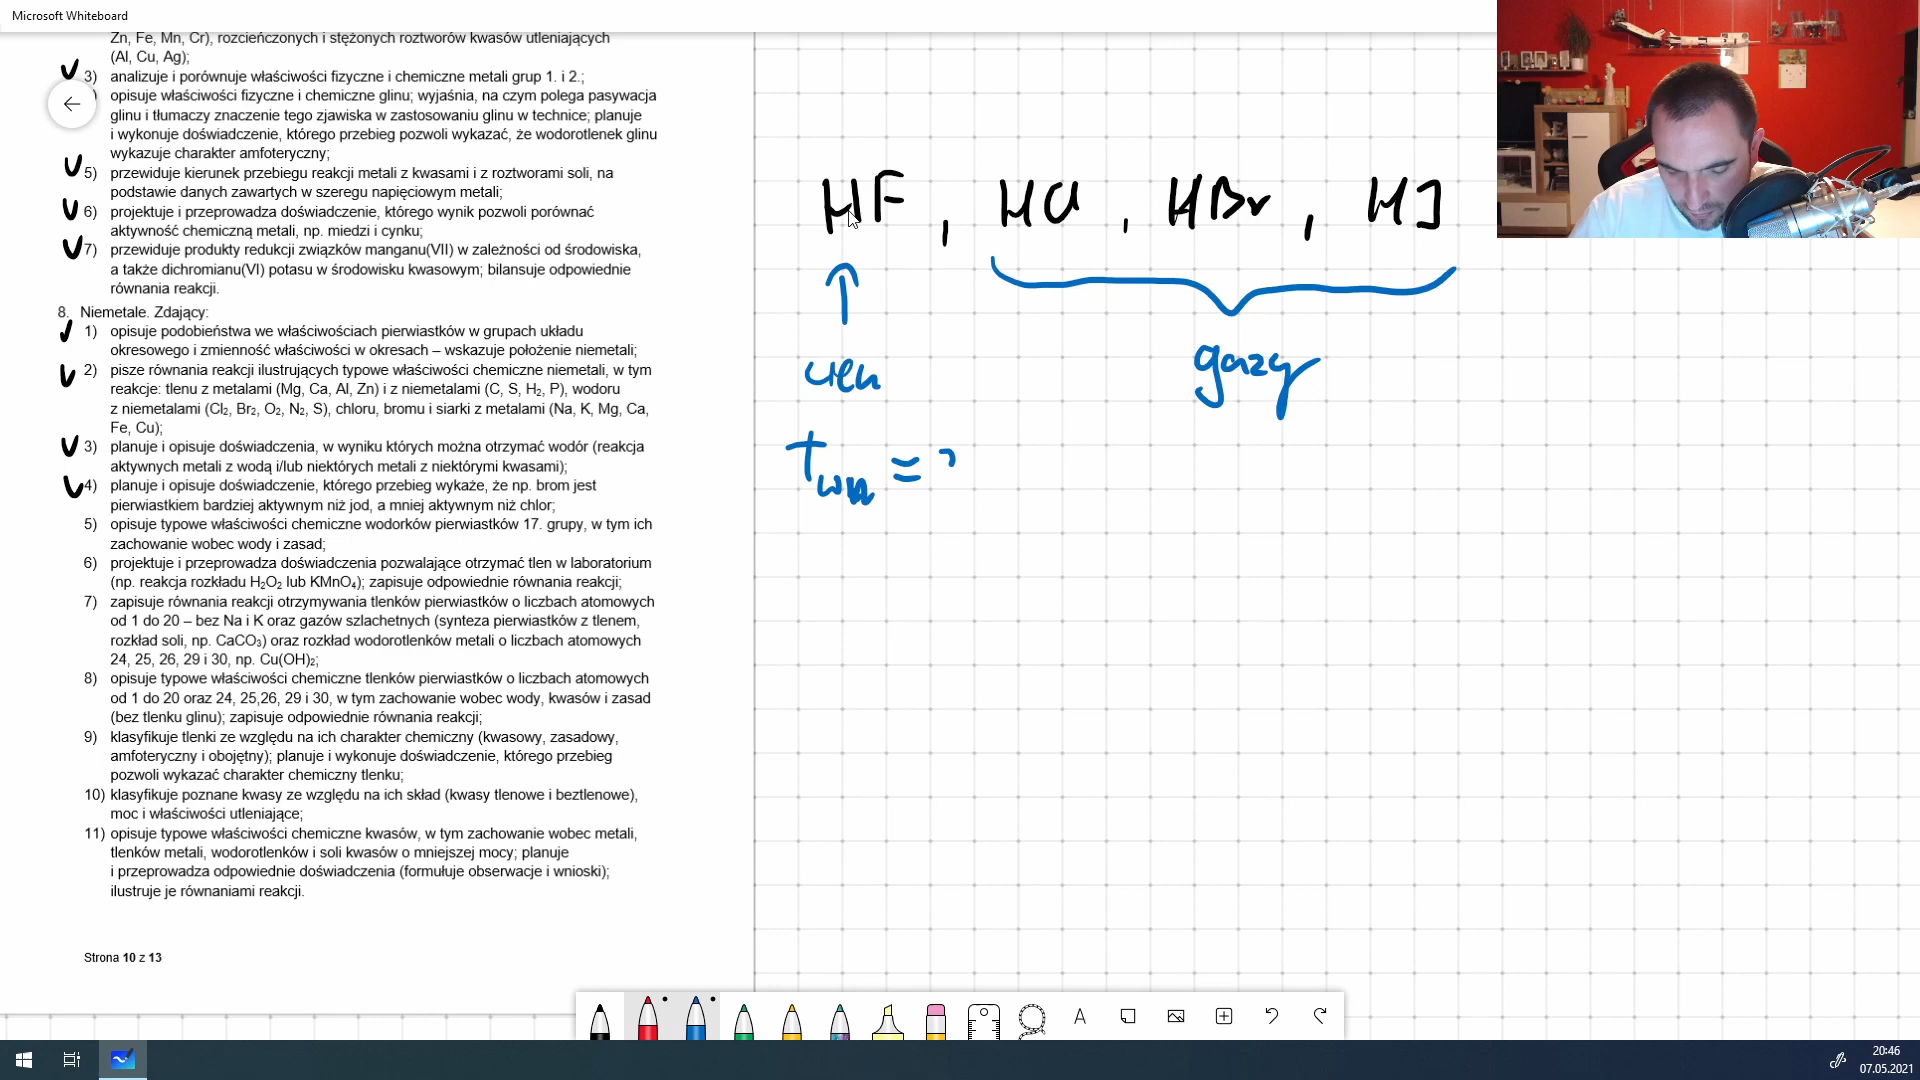 Microsoft Whiteboard
Zn, Fe, Mn, Cr), rozcieńczonych i stężonych roztworów kwasów utleniających
(Al, Cu, Ag);
3) analizuje i porównuje właściwości fizyczne i chemiczne metali grup 1. i 2.;
opisuje właściwości fizyczne i chemiczne glinu; wyjaśnia, na czym polega pasywacja
glinu i tłumaczy znaczenie tego zjawiska w zastosowaniu glinu w technice; planuje
i wykonuje doświadczenie, którego przebieg pozwoli wykazać, że wodorotlenek glinu
wykazuje charakter amfoteryczny;
5) przewiduje kierunek przebiegu reakcji metali z kwasami i z roztworami soli, na
podstawie danych zawartych w szeregu napięciowym metali;
6) projektuje i przeprowadza doświadczenie, którego wynik pozwoli porównać
aktywność chemiczną metali, np. miedzi i cynku;
7) przewiduje produkty redukcji związków manganu(VII) w zależności od środowiska,
a także dichromianu(VI) potasu w środowisku kwasowym; bilansuje odpowiednie
równania reakcji.
8. Niemetale. Zdający:
1) opisuje podobieństwa we właściwościach pierwiastków w grupach układu
okresowego i zmienność właściwości w okresach – wskazuje położenie niemetali;
2) pisze równania reakcji ilustrujących typowe właściwości chemiczne niemetali, w tym
reakcje: tlenu z metalami (Mg, Ca, Al, Zn) i z niemetalami (C, S, H₂, P), wodoru
z niemetalami (Cl₂, Br₂, O₂, N₂, S), chloru, bromu i siarki z metalami (Na, K, Mg, Ca,
Fe, Cu);
3) planuje i opisuje doświadczenia, w wyniku których można otrzymać wodór (reakcja
aktywnych metali z wodą i/lub niektórych metali z niektórymi kwasami);
4) planuje i opisuje doświadczenie, którego przebieg wykaże, że np. brom jest
pierwiastkiem bardziej aktywnym niż jod, a mniej aktywnym niż chlor;
5) opisuje typowe właściwości chemiczne wodorków pierwiastków 17. grupy, w tym ich
zachowanie wobec wody i zasad;
6) projektuje i przeprowadza doświadczenia pozwalające otrzymać tlen w laboratorium
(np. reakcja rozkładu H₂O₂ lub KMnO₄); zapisuje odpowiednie równania reakcji;
7) zapisuje równania reakcji otrzymywania tlenków pierwiastków o liczbach atomowych
od 1 do 20 – bez Na i K oraz gazów szlachetnych (synteza pierwiastków z tlenem,
rozkład soli, np. CaCO₃) oraz rozkład wodorotlenków metali o liczbach atomowych
24, 25, 26, 29 i 30, np. Cu(OH)₂;
8) opisuje typowe właściwości chemiczne tlenków pierwiastków o liczbach atomowych
od 1 do 20 oraz 24, 25,26, 29 i 30, w tym zachowanie wobec wody, kwasów i zasad
(bez tlenku glinu); zapisuje odpowiednie równania reakcji;
9) klasyfikuje tlenki ze względu na ich charakter chemiczny (kwasowy, zasadowy,
amfoteryczny i obojętny); planuje i wykonuje doświadczenie, którego przebieg
pozwoli wykazać charakter chemiczny tlenku;
10) klasyfikuje poznane kwasy ze względu na ich skład (kwasy tlenowe i beztlenowe),
moc i właściwości utleniające;
11) opisuje typowe właściwości chemiczne kwasów, w tym zachowanie wobec metali,
tlenków metali, wodorotlenków i soli kwasów o mniejszej mocy; planuje
i przeprowadza odpowiednie doświadczenia (formułuje obserwacje i wnioski);
ilustruje je równaniami reakcji.
Strona 10 z 13
HF, HCl, HBr, HJ
gazy
t =
20:46
07.05.2021